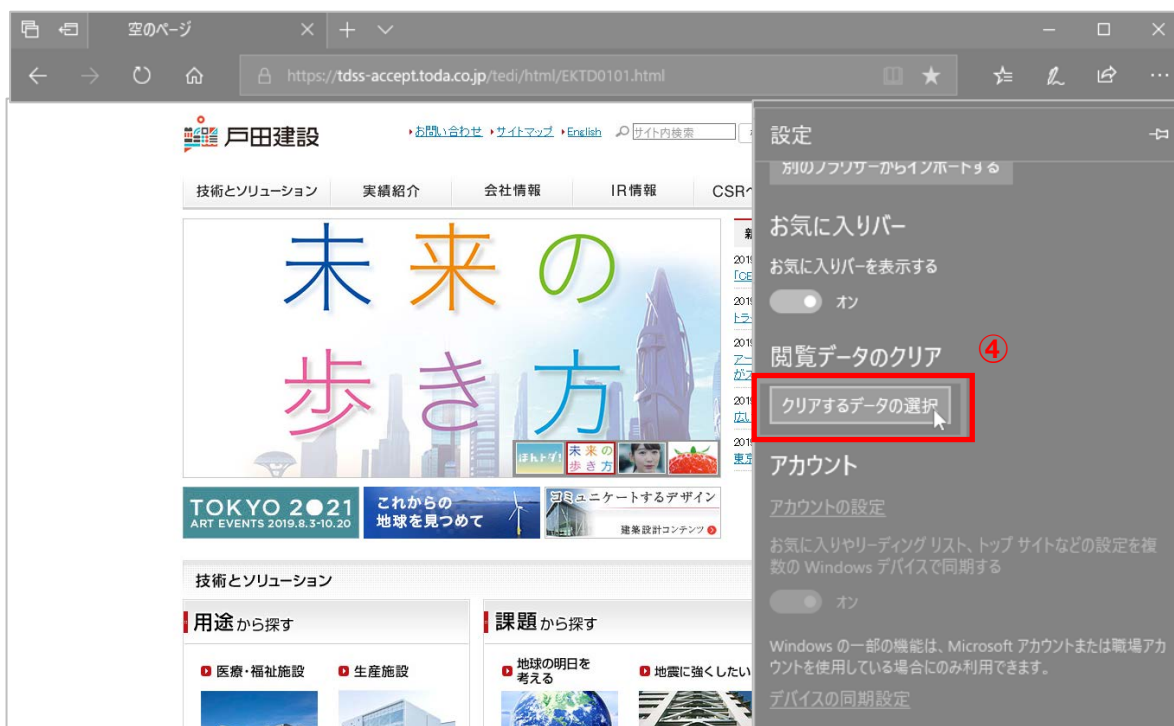 空のページ
https://tdss-accept.toda.co.jp/tedi/html/EKTD0101.html
戸田建設
お問い合わせ サイトマップ English サイト内検索
技術とソリューション 実績紹介 会社情報 IR情報 CSR
未来の
歩き方
ほんトダ!
未来の
歩き方
TOKYO 2021
ART EVENTS 2019.8.3-10.20
これからの
地球を見つめて
コミュニケートするデザイン
建築設計コンテンツ
技術とソリューション
用途から探す
課題から探す
医療・福祉施設
生産施設
地球の明日を
考える
地震に強くしたい
設定
別のブラウザーからインポートする
お気に入りバー
お気に入りバーを表示する
オン
閲覧データのクリア
④
クリアするデータの選択
アカウント
アカウントの設定
お気に入りやリーディング リスト、トップ サイトなどの設定を複
数の Windows デバイスで同期する
オン
Windows の一部の機能は、Microsoft アカウントまたは職場アカ
ウントを使用している場合にのみ利用できます。
デバイスの同期設定